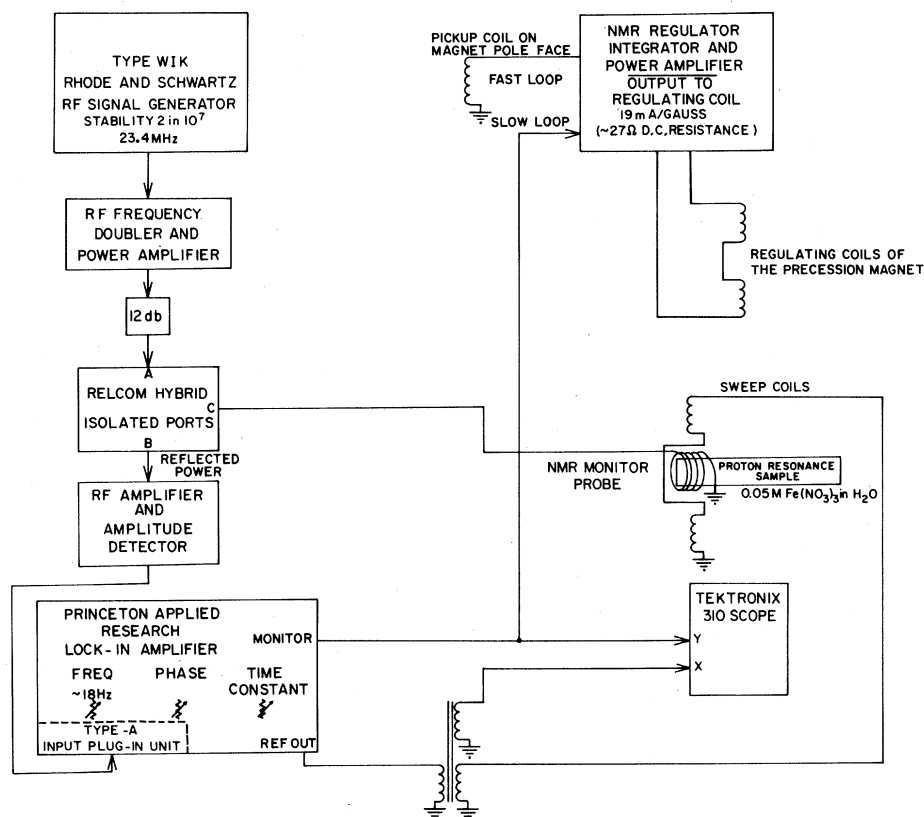 TYPE WIK
RHODE AND SCHWARTZ
RF SIGNAL GENERATOR
STABILITY 2 in 10⁷
23.4 MHz
RF FREQUENCY
DOUBLER AND
POWER AMPLIFIER
12 db
A
RELCOM HYBRID
C
ISOLATED PORTS
B
REFLECTED
POWER
RF AMPLIFIER
AND
AMPLITUDE
DETECTOR
PRINCETON APPLIED
RESEARCH
LOCK-IN AMPLIFIER
MONITOR
FREQ
~18Hz
PHASE
TIME
CONSTANT
TYPE -A
INPUT PLUG-IN UNIT
REF OUT
PICKUP COIL ON
MAGNET POLE FACE
FAST LOOP
SLOW LOOP
NMR REGULATOR
INTEGRATOR AND
POWER AMPLIFIER
OUTPUT TO
REGULATING COIL
19 mA/GAUSS
(~27Ω D.C. RESISTANCE)
REGULATING COILS OF
THE PRECESSION MAGNET
SWEEP COILS
NMR MONITOR
PROBE
PROTON RESONANCE
SAMPLE
0.05 M Fe(NO₃)₃ in H₂O
TEKTRONIX
310 SCOPE
Y
X